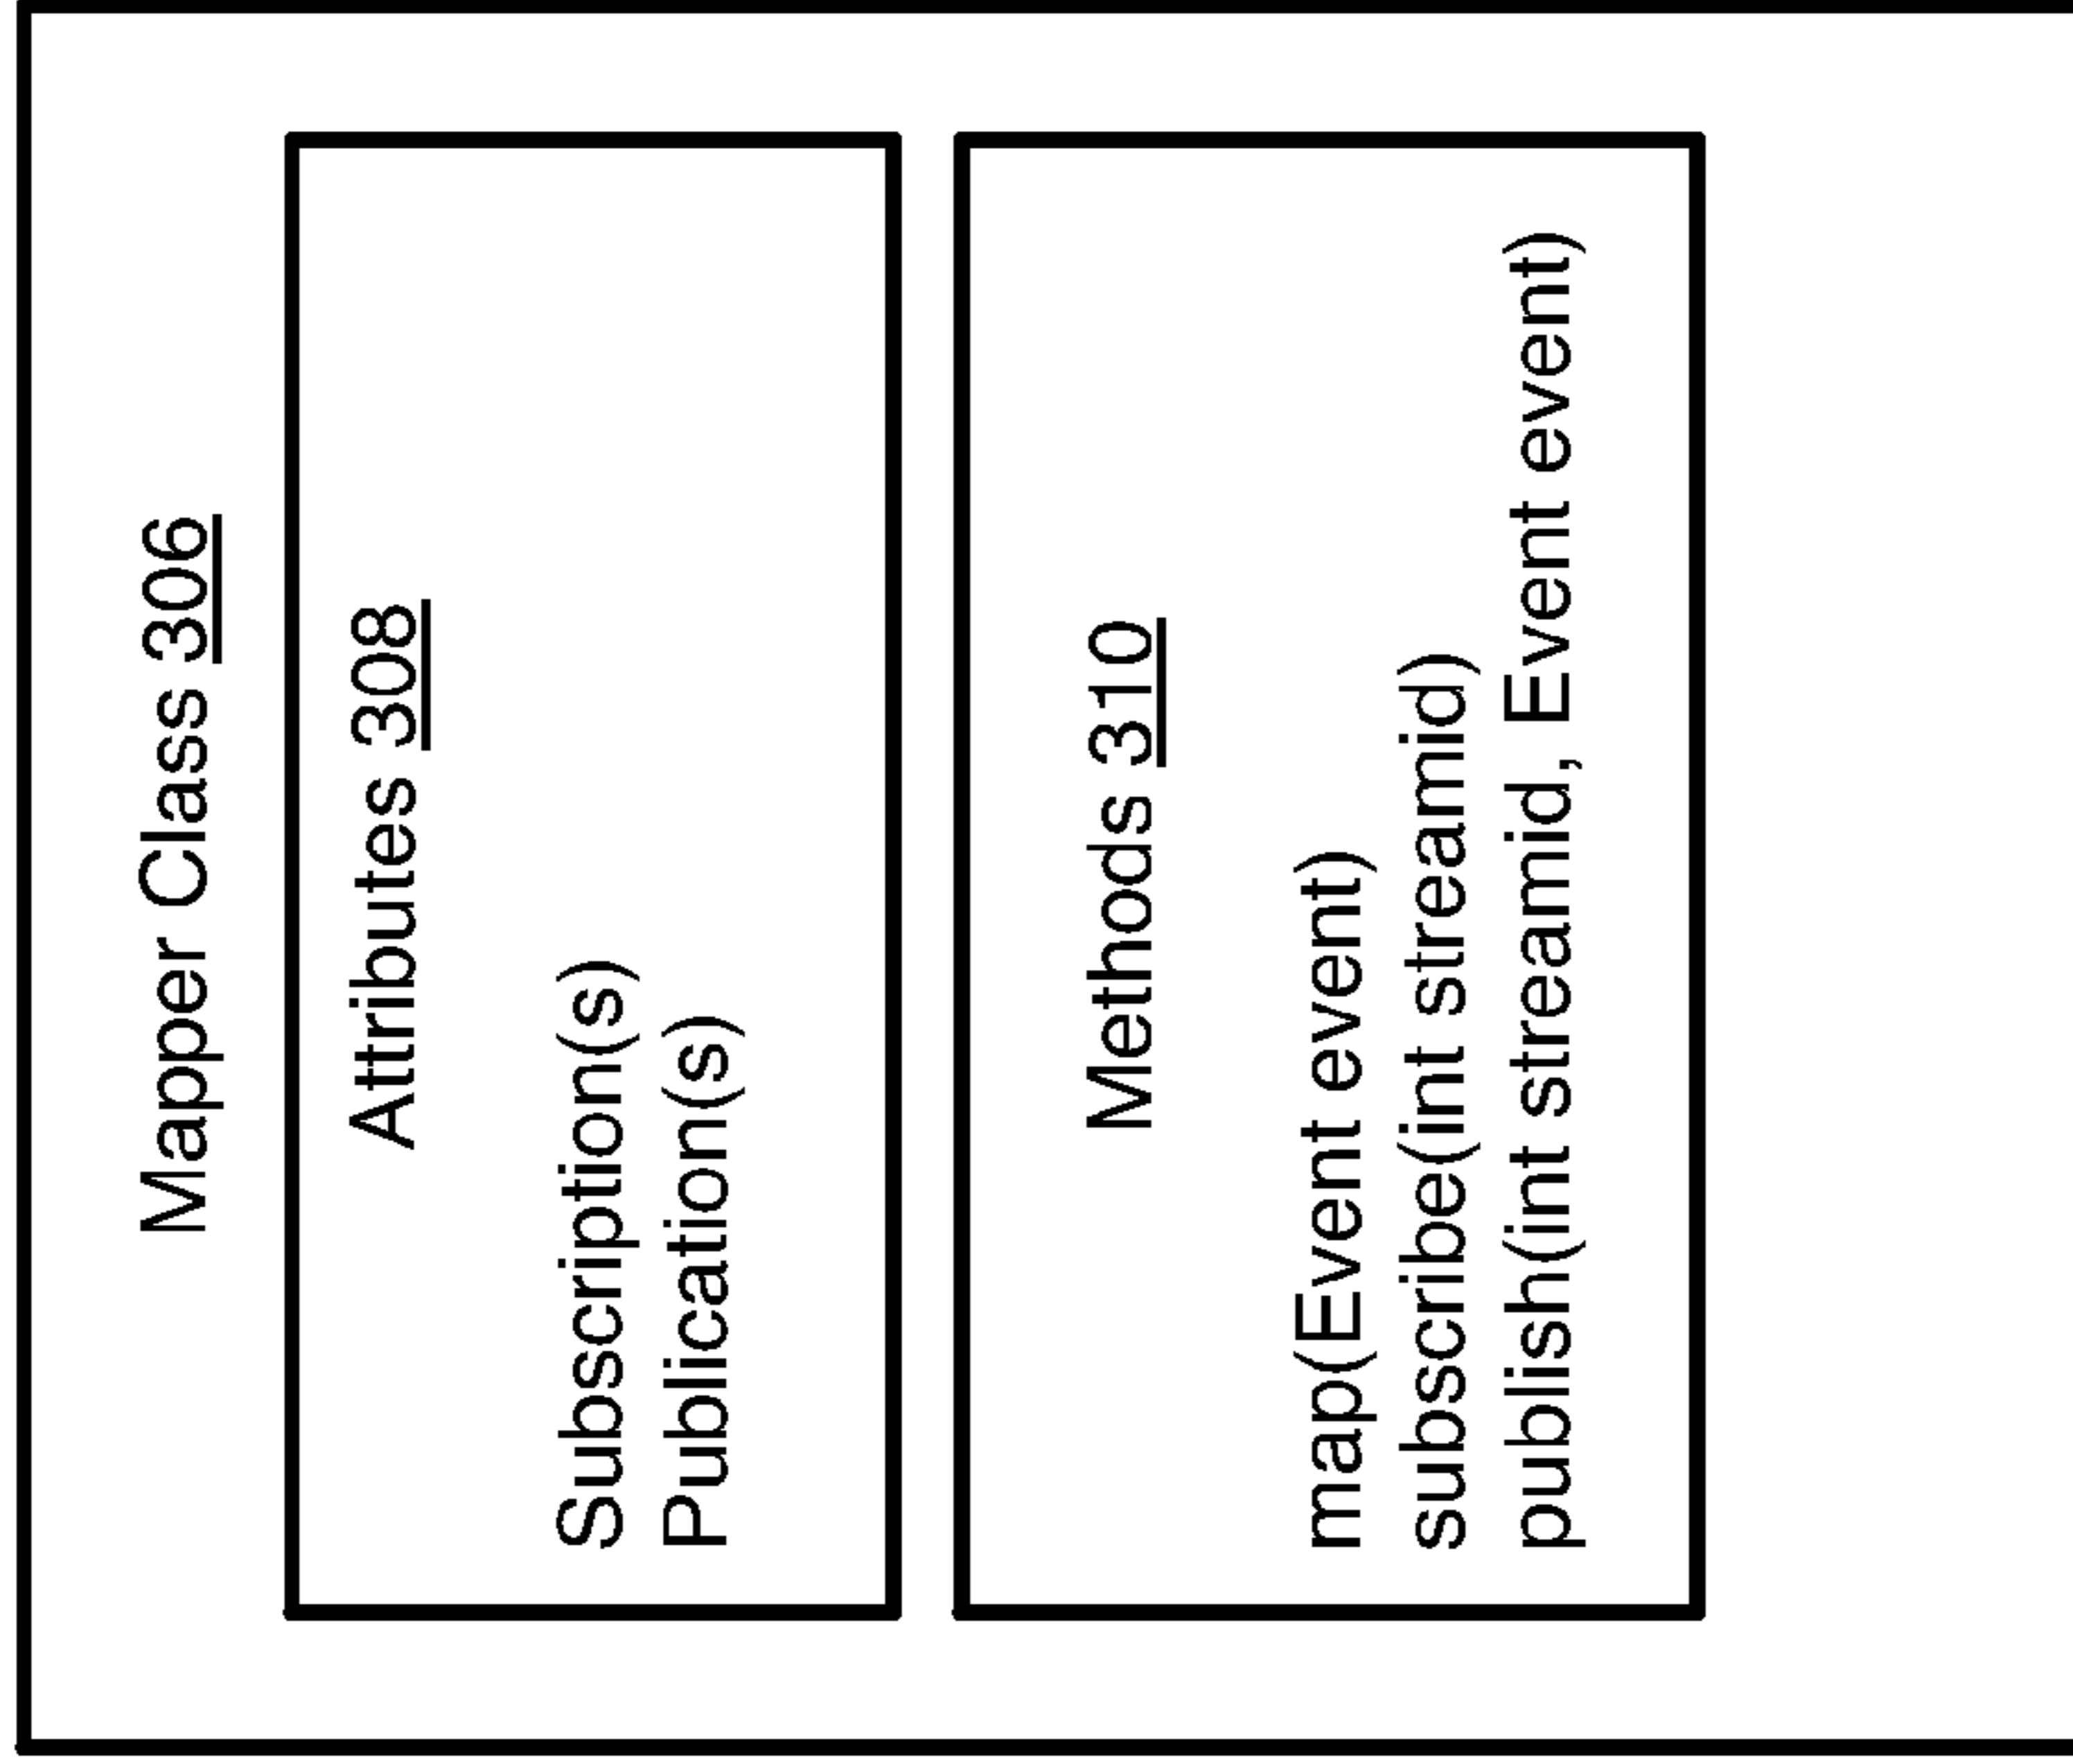 Mapper Class 306
Attributes 308
Subscription(s)
Publication(s)
Methods 310
map(Event event)
subscribe(int streamid)
publish(int streamid, Event event)